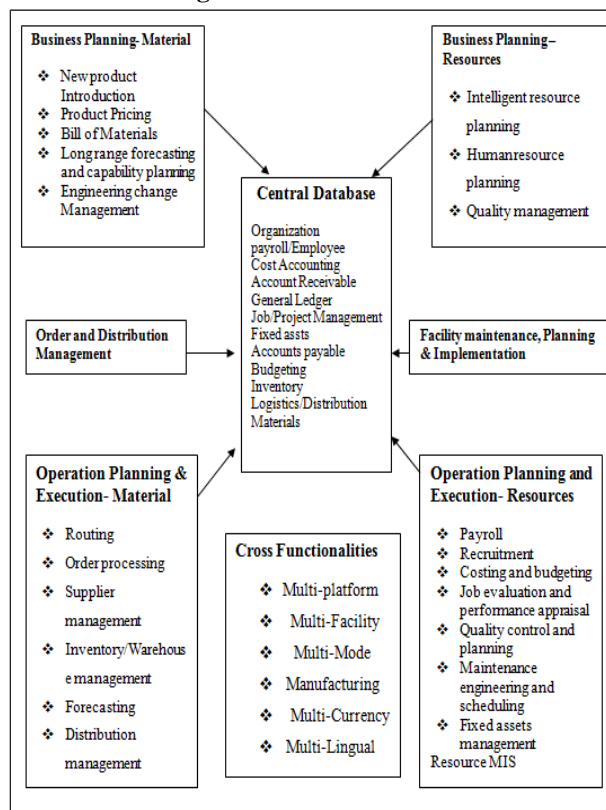 Business Planning- Material
❖ New product
Introduction
❖ Product Pricing
❖ Bill of Materials
❖ Long range forecasting
and capability planning
❖ Engineering change
Management
Business Planning–
Resources
❖ Intelligent resource
planning
❖ Human resource
planning
❖ Quality management
Central Database
Organization
payroll/Employee
Cost Accounting
Account Receivable
General Ledger
Job/Project Management
Fixed assts
Accounts payable
Budgeting
Inventory
Logistics/Distribution
Materials
Order and Distribution
Management
Facility maintenance, Planning
& Implementation
Operation Planning &
Execution- Material
❖ Routing
❖ Order processing
❖ Supplier
management
❖ Inventory/Warehous
e management
❖ Forecasting
❖ Distribution
management
Cross Functionalities
❖ Multi-platform
❖ Multi-Facility
❖ Multi-Mode
❖ Manufacturing
❖ Multi-Currency
❖ Multi-Lingual
Operation Planning and
Execution- Resources
❖ Payroll
❖ Recruitment
❖ Costing and budgeting
❖ Job evaluation and
performance appraisal
❖ Quality control and
planning
❖ Maintenance
engineering and
scheduling
❖ Fixed assets
management
Resource MIS